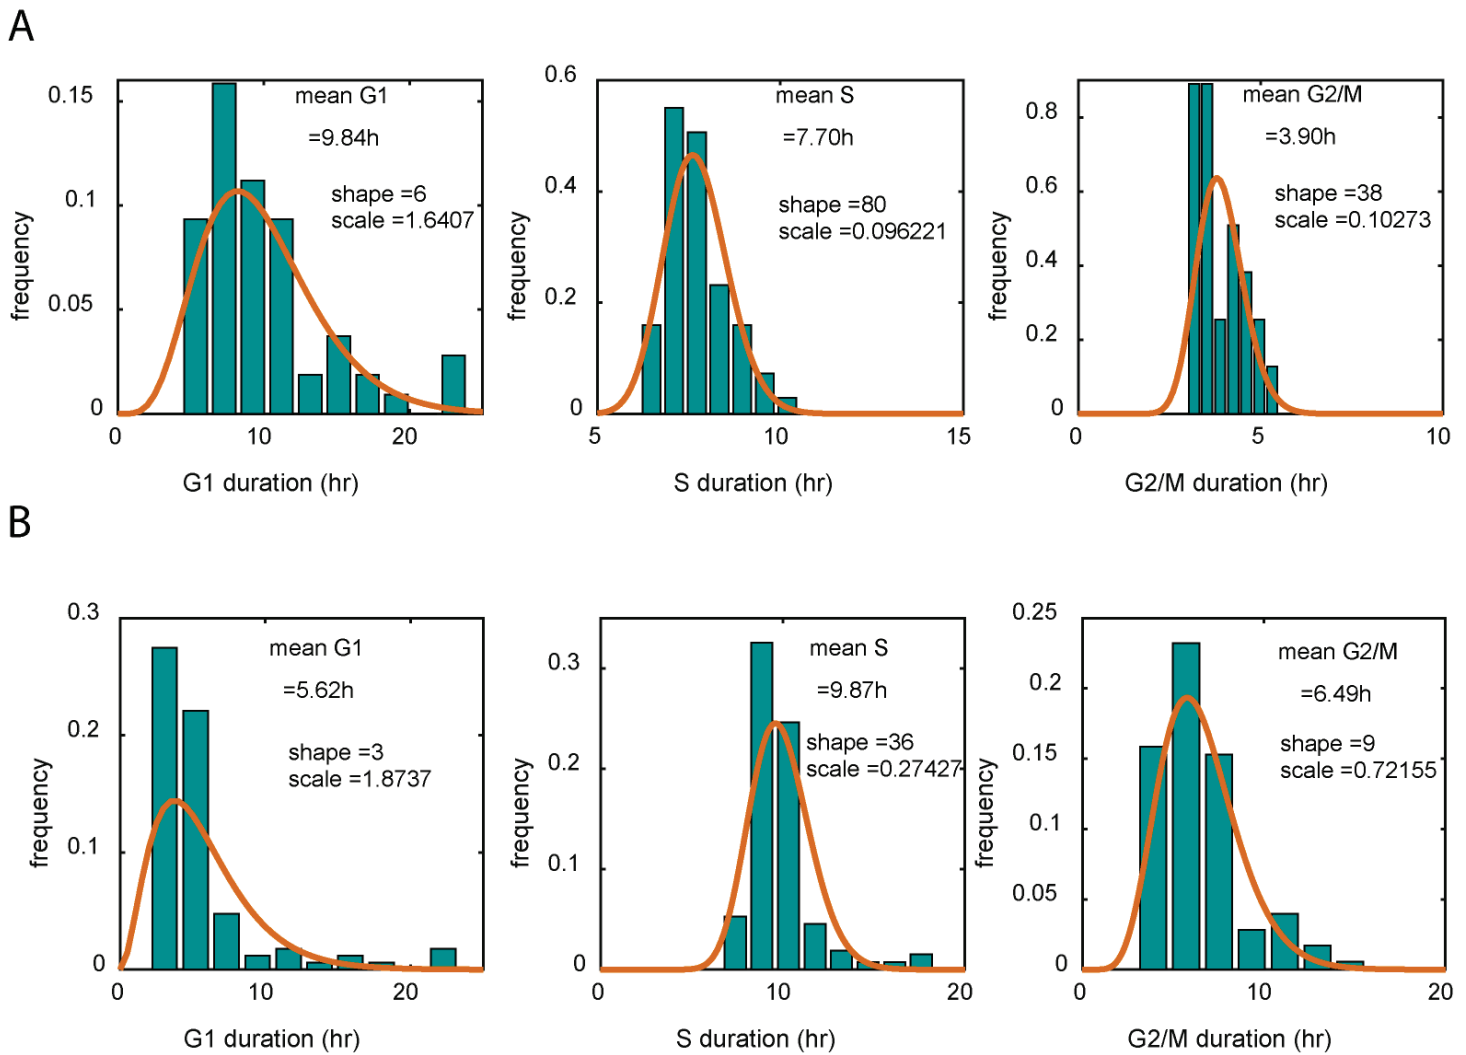 A
frequency
0.15
0.1
0.05
0
mean G1
=9.84h
shape =6
scale =1.6407
0 10 20
G1 duration (hr)
frequency
0.6
0.4
0.2
0
mean S
=7.70h
shape =80
scale =0.096221
5 10 15
S duration (hr)
frequency
0.8
0.6
0.4
0.2
0
mean G2/M
=3.90h
shape =38
scale =0.10273
0 5 10
G2/M duration (hr)
B
frequency
0.3
0.2
0.1
0
mean G1
=5.62h
shape =3
scale =1.8737
0 10 20
G1 duration (hr)
frequency
0.3
0.2
0.1
0
mean S
=9.87h
shape =36
scale =0.27427
0 10 20
S duration (hr)
frequency
0.25
0.2
0.15
0.1
0.05
0
mean G2/M
=6.49h
shape =9
scale =0.72155
0 10 20
G2/M duration (hr)